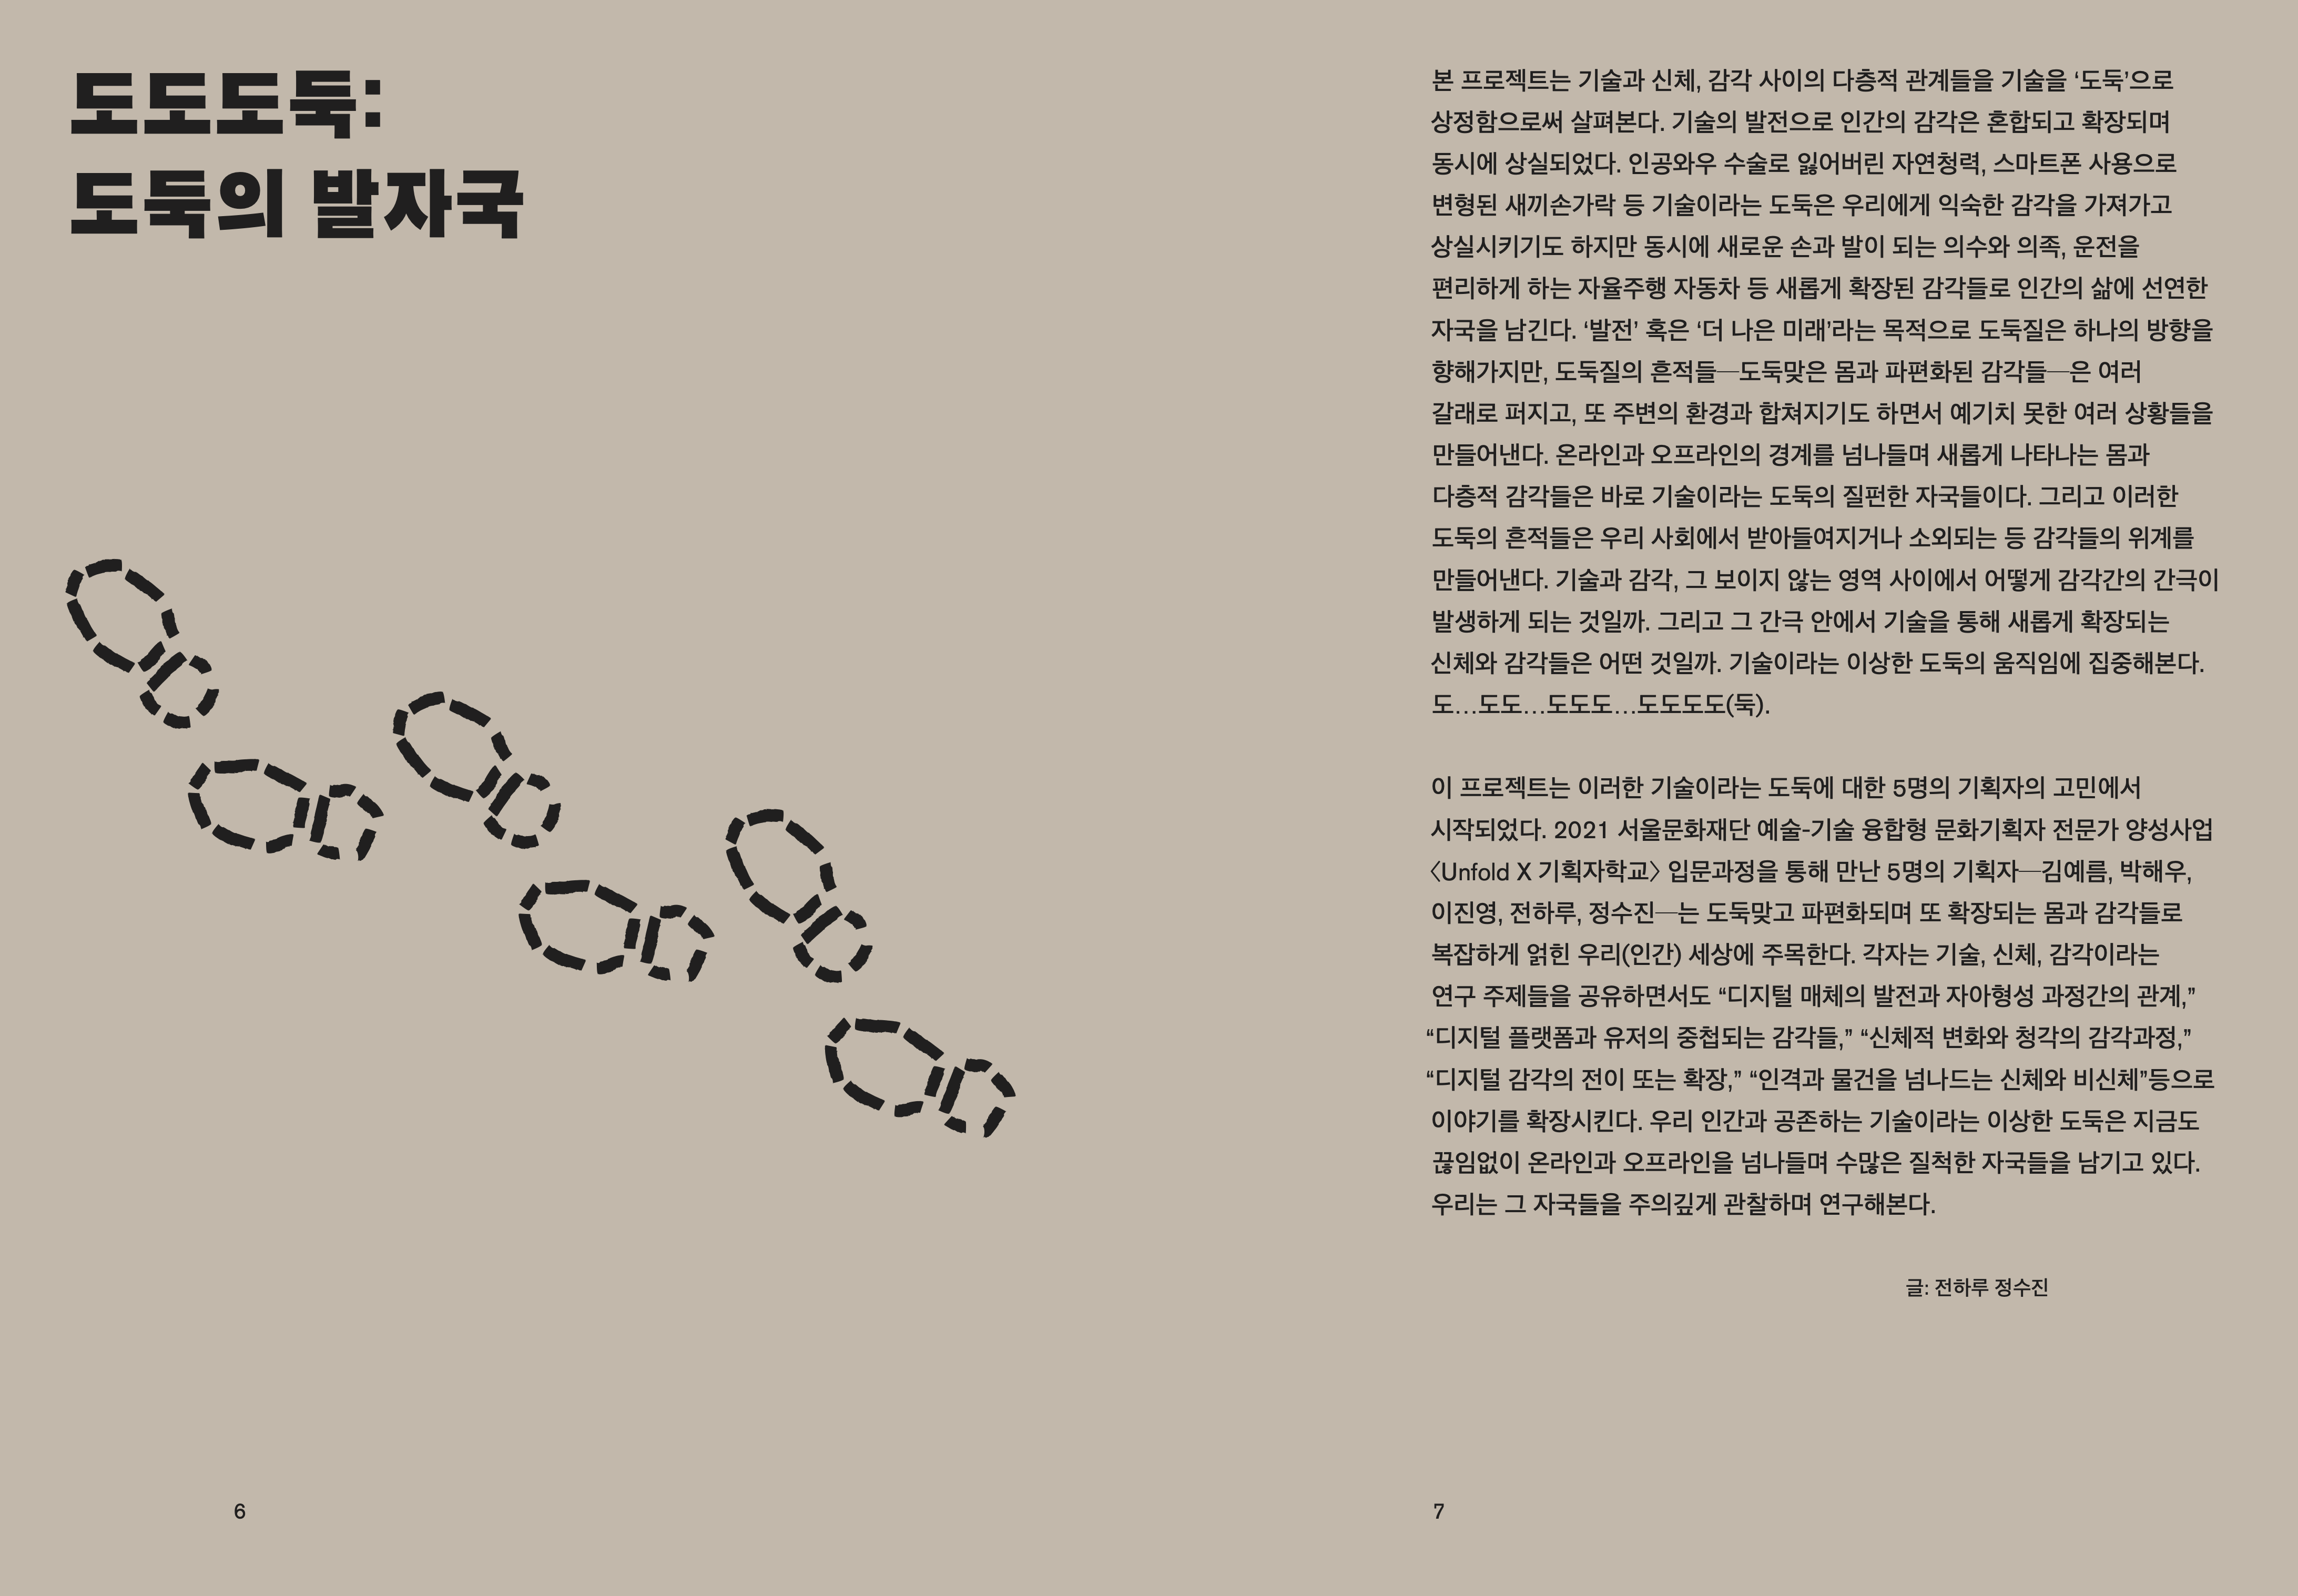 도도도둑:
도둑의 발자국
본 프로젝트는 기술과 신체, 감각 사이의 다층적 관계들을 기술을 ‘도둑’으로
상정함으로써 살펴본다. 기술의 발전으로 인간의 감각은 혼합되고 확장되며
동시에 상실되었다. 인공와우 수술로 잃어버린 자연청력, 스마트폰 사용으로
변형된 새끼손가락 등 기술이라는 도둑은 우리에게 익숙한 감각을 가져가고
상실시키기도 하지만 동시에 새로운 손과 발이 되는 의수와 의족, 운전을
편리하게 하는 자율주행 자동차 등 새롭게 확장된 감각들로 인간의 삶에 선연한
자국을 남긴다. ‘발전’ 혹은 ‘더 나은 미래’라는 목적으로 도둑질은 하나의 방향을
향해가지만, 도둑질의 흔적들—도둑맞은 몸과 파편화된 감각들—은 여러
갈래로 퍼지고, 또 주변의 환경과 합쳐지기도 하면서 예기치 못한 여러 상황들을
만들어낸다. 온라인과 오프라인의 경계를 넘나들며 새롭게 나타나는 몸과
다층적 감각들은 바로 기술이라는 도둑의 질펀한 자국들이다. 그리고 이러한
도둑의 흔적들은 우리 사회에서 받아들여지거나 소외되는 등 감각들의 위계를
만들어낸다. 기술과 감각, 그 보이지 않는 영역 사이에서 어떻게 감각간의 간극이
발생하게 되는 것일까. 그리고 그 간극 안에서 기술을 통해 새롭게 확장되는
신체와 감각들은 어떤 것일까. 기술이라는 이상한 도둑의 움직임에 집중해본다.
도…도도…도도도…도도도도(둑).
이 프로젝트는 이러한 기술이라는 도둑에 대한 5명의 기획자의 고민에서
시작되었다. 2021 서울문화재단 예술-기술 융합형 문화기획자 전문가 양성사업
〈Unfold X 기획자학교〉 입문과정을 통해 만난 5명의 기획자—김예름, 박해우,
이진영, 전하루, 정수진—는 도둑맞고 파편화되며 또 확장되는 몸과 감각들로
복잡하게 얽힌 우리(인간) 세상에 주목한다. 각자는 기술, 신체, 감각이라는
연구 주제들을 공유하면서도 “디지털 매체의 발전과 자아형성 과정간의 관계,”
“디지털 플랫폼과 유저의 중첩되는 감각들,” “신체적 변화와 청각의 감각과정,”
“디지털 감각의 전이 또는 확장,” “인격과 물건을 넘나드는 신체와 비신체”등으로
이야기를 확장시킨다. 우리 인간과 공존하는 기술이라는 이상한 도둑은 지금도
끊임없이 온라인과 오프라인을 넘나들며 수많은 질척한 자국들을 남기고 있다.
우리는 그 자국들을 주의깊게 관찰하며 연구해본다.
글: 전하루 정수진
6
7